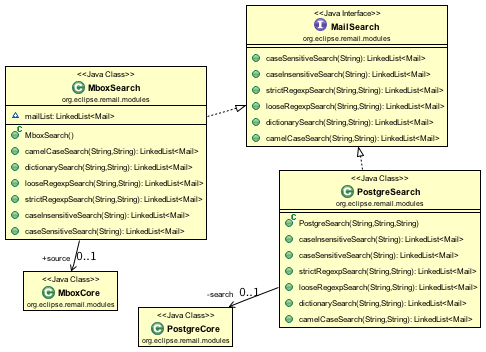 <<Java Interface>>
MailSearch
org.eclipse.remail.modules
caseSensitiveSearch(String): LinkedList<Mail>
caseInsensitiveSearch(String): LinkedList<Mail>
strictRegexpSearch(String): LinkedList<Mail>
looseRegexpSearch(String): LinkedList<Mail>
dictionarySearch(String): LinkedList<Mail>
camelCaseSearch(String): LinkedList<Mail>
<<Java Class>>
MboxSearch
org.eclipse.remail.modules
mailList: LinkedList<Mail>
MboxSearch()
camelCaseSearch(String,String): LinkedList<Mail>
dictionarySearch(String,String): LinkedList<Mail>
looseRegexpSearch(String,String): LinkedList<Mail>
strictRegexpSearch(String,String): LinkedList<Mail>
caseInsensitiveSearch(String): LinkedList<Mail>
caseSensitiveSearch(String): LinkedList<Mail>
<<Java Class>>
PostgreSearch
org.eclipse.remail.modules
PostgreSearch(String,String,String)
caseInsensitiveSearch(String): LinkedList<Mail>
caseSensitiveSearch(String): LinkedList<Mail>
strictRegexpSearch(String,String): LinkedList<Mail>
looseRegexpSearch(String,String): LinkedList<Mail>
dictionarySearch(String,String): LinkedList<Mail>
camelCaseSearch(String,String): LinkedList<Mail>
+source 0..1
<<Java Class>>
MboxCore
org.eclipse.remail.modules
-search 0..1
<<Java Class>>
PostgreCore
org.eclipse.remail.modules